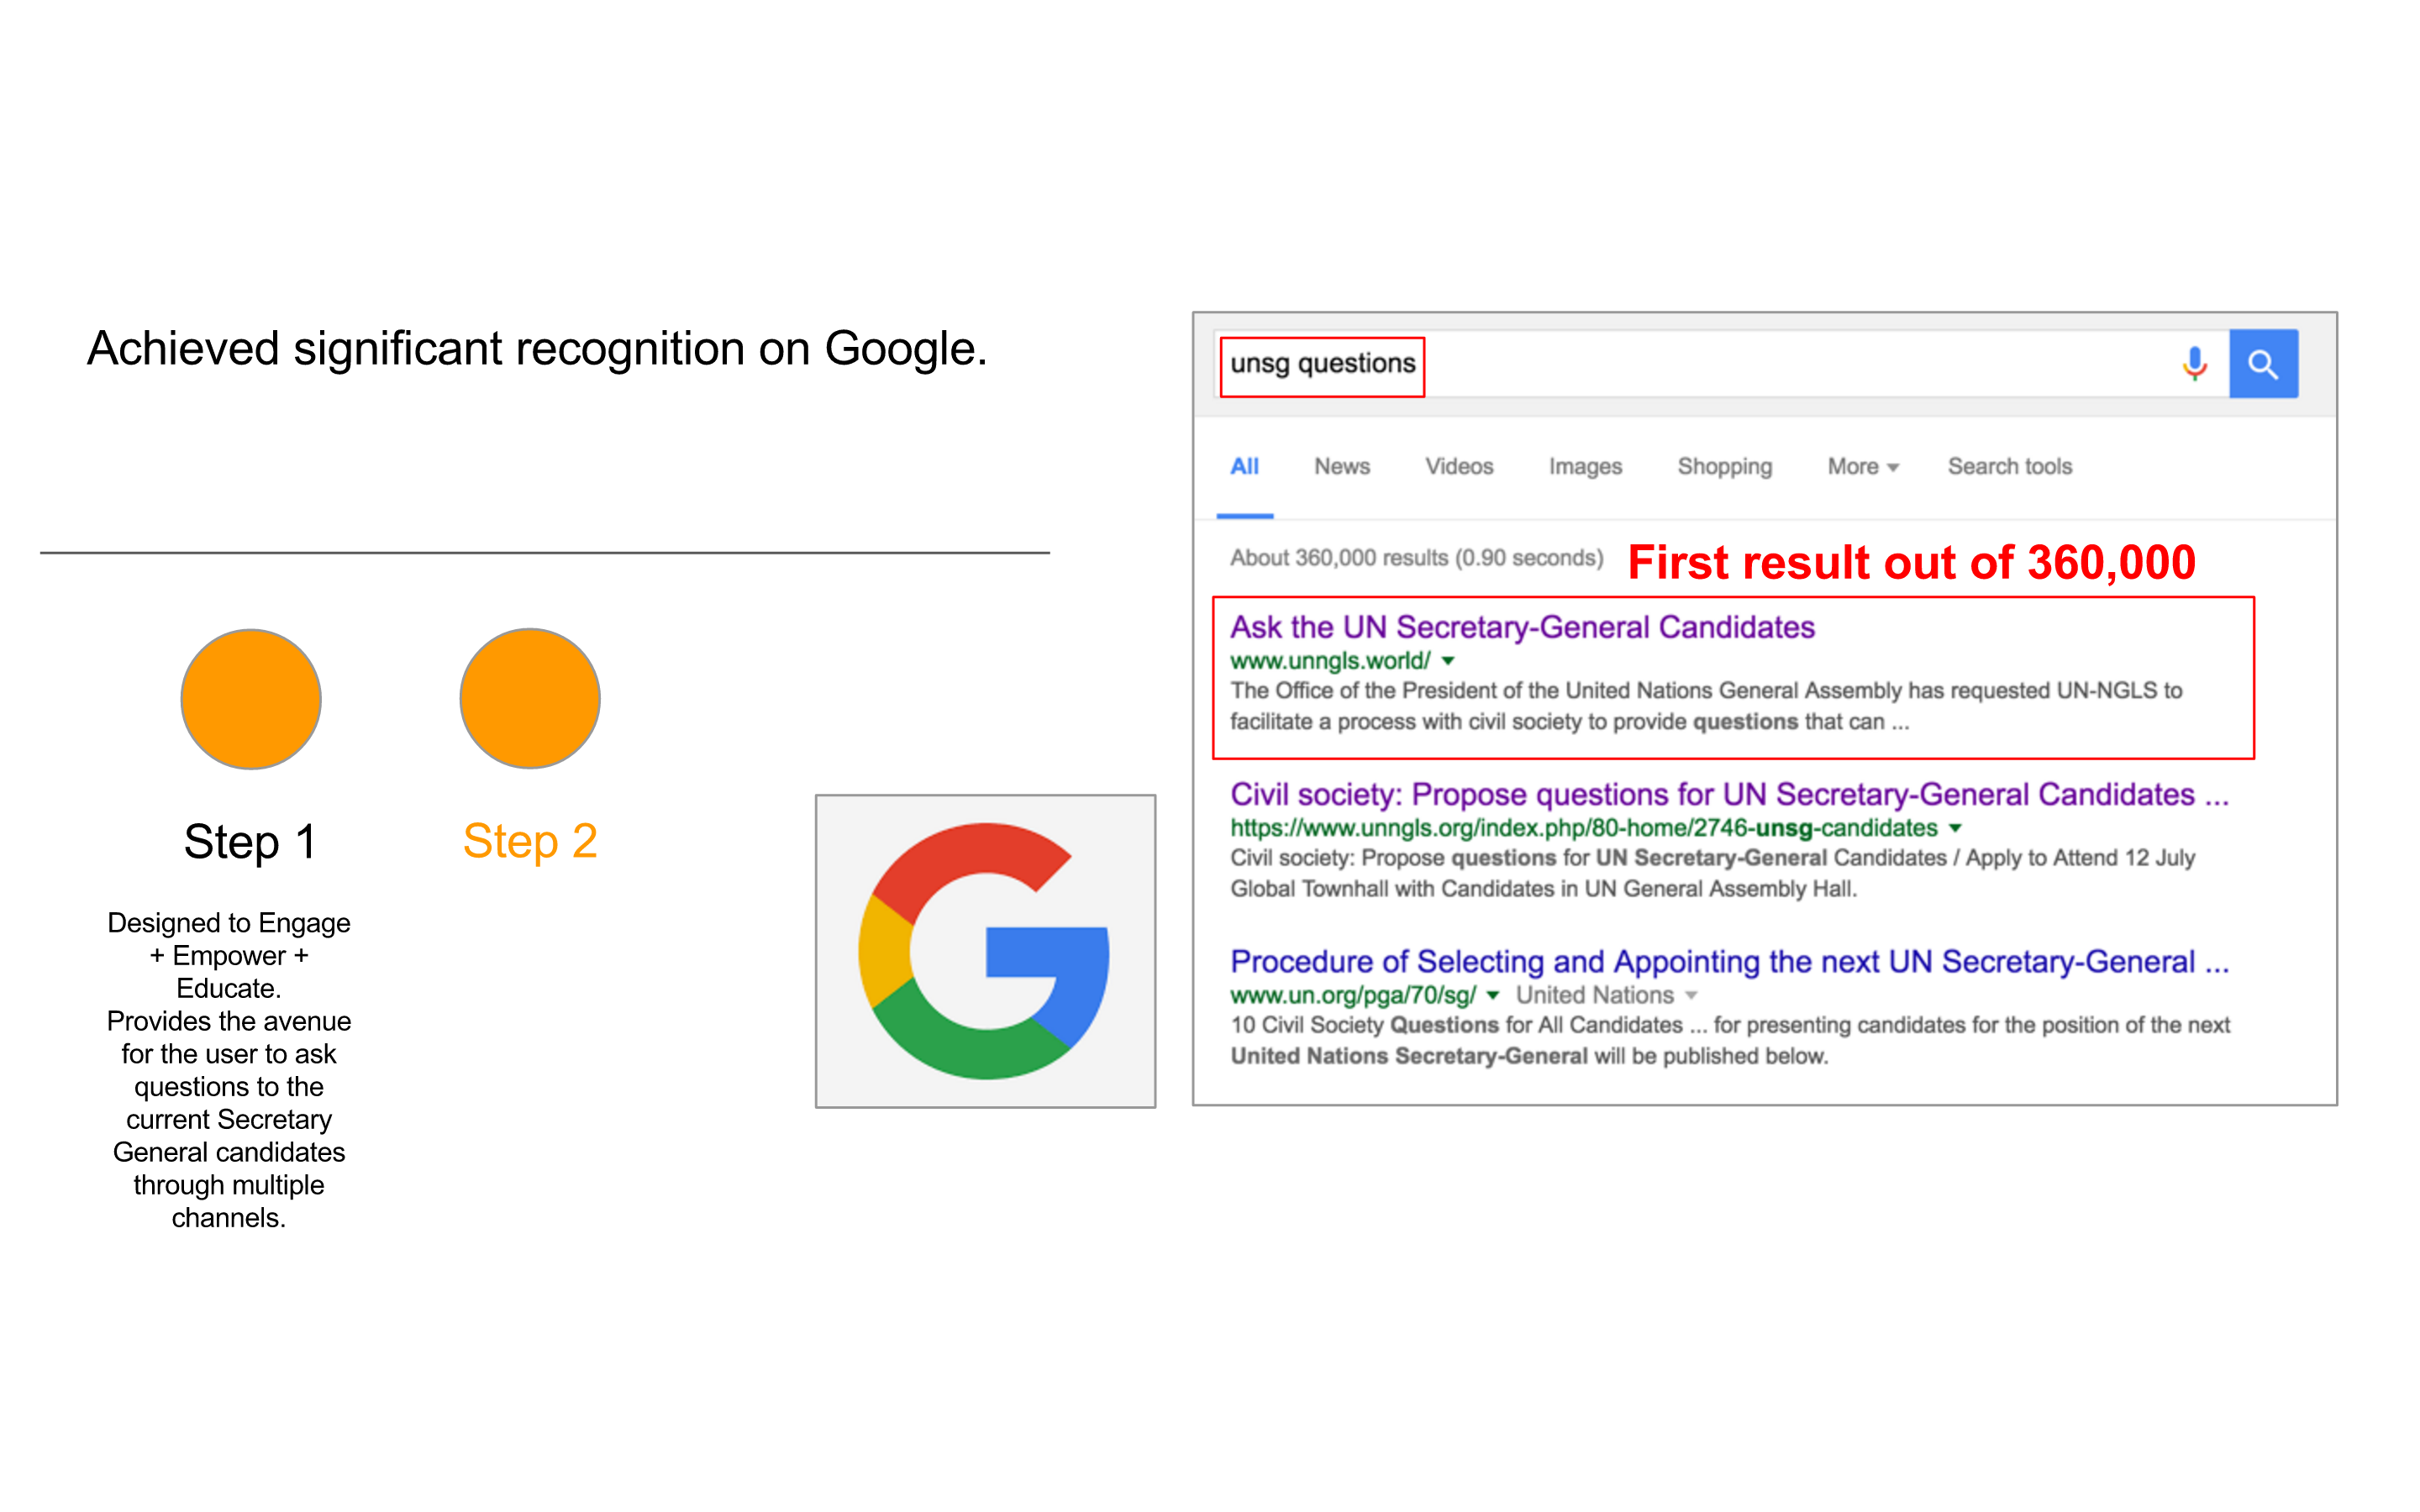 Achieved significant recognition on Google.
Step 1
Step 2
Designed to Engage
+ Empower +
Educate.
Provides the avenue
for the user to ask
questions to the
current Secretary
General candidates
through multiple
channels.
unsg questions
All News Videos Images Shopping More Search tools
About 360,000 results (0.90 seconds) First result out of 360,000
Ask the UN Secretary-General Candidates
www.unngls.world/
The Office of the President of the United Nations General Assembly has requested UN-NGLS to
facilitate a process with civil society to provide questions that can ...
Civil society: Propose questions for UN Secretary-General Candidates ...
https://www.unngls.org/index.php/80-home/2746-unsg-candidates
Civil society: Propose questions for UN Secretary-General Candidates / Apply to Attend 12 July
Global Townhall with Candidates in UN General Assembly Hall.
Procedure of Selecting and Appointing the next UN Secretary-General ...
www.un.org/pga/70/sg/ United Nations
10 Civil Society Questions for All Candidates ... for presenting candidates for the position of the next
United Nations Secretary-General will be published below.